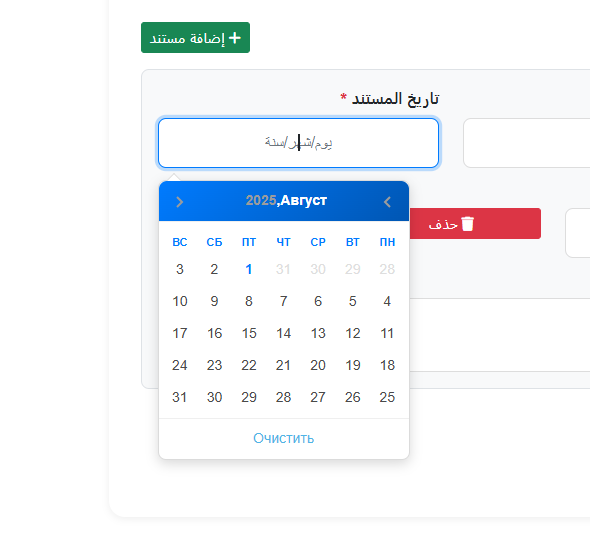 إضافة مستند
تاريخ المستند *
يوم/شهر/سنة
Август, 2025
حذف
ПН ВТ СР ЧТ ПТ СБ ВС
28 29 30 31 1 2 3
4 5 6 7 8 9 10
11 12 13 14 15 16 17
18 19 20 21 22 23 24
25 26 27 28 29 30 31
Очистить